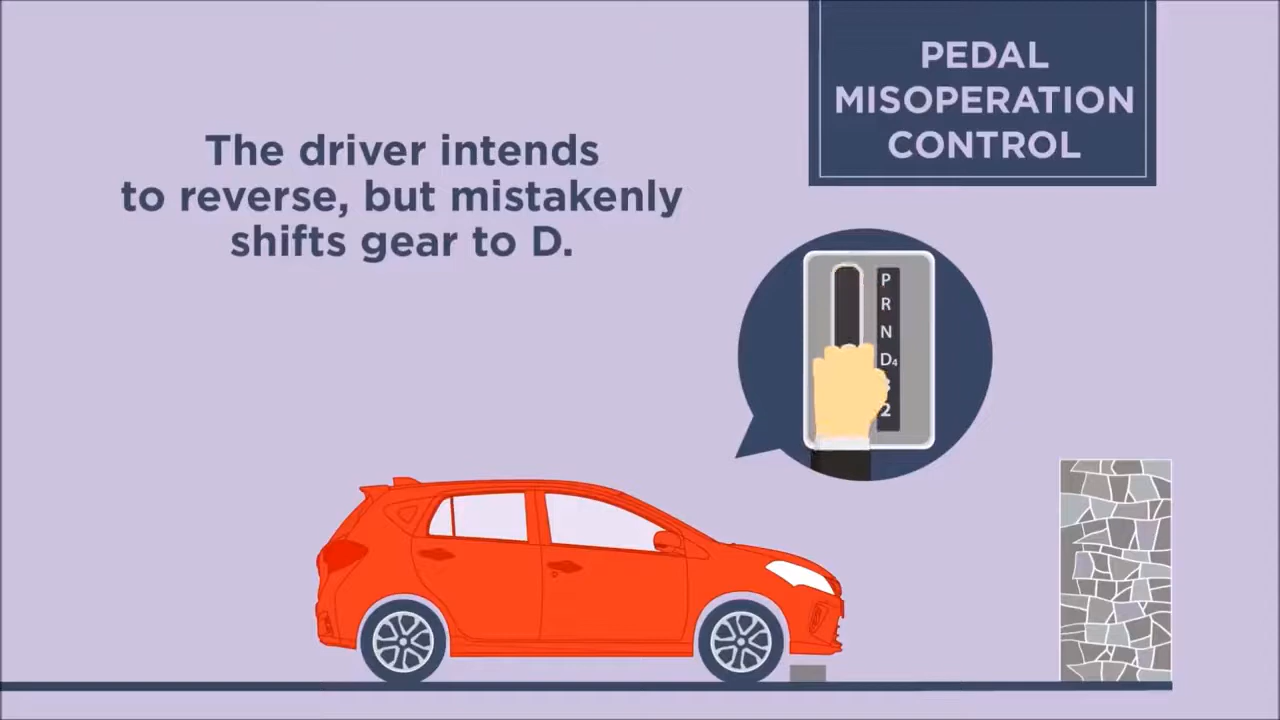 PEDAL
MISOPERATION
CONTROL
The driver intends
to reverse, but mistakenly
shifts gear to D.
P
R
N
D4
2